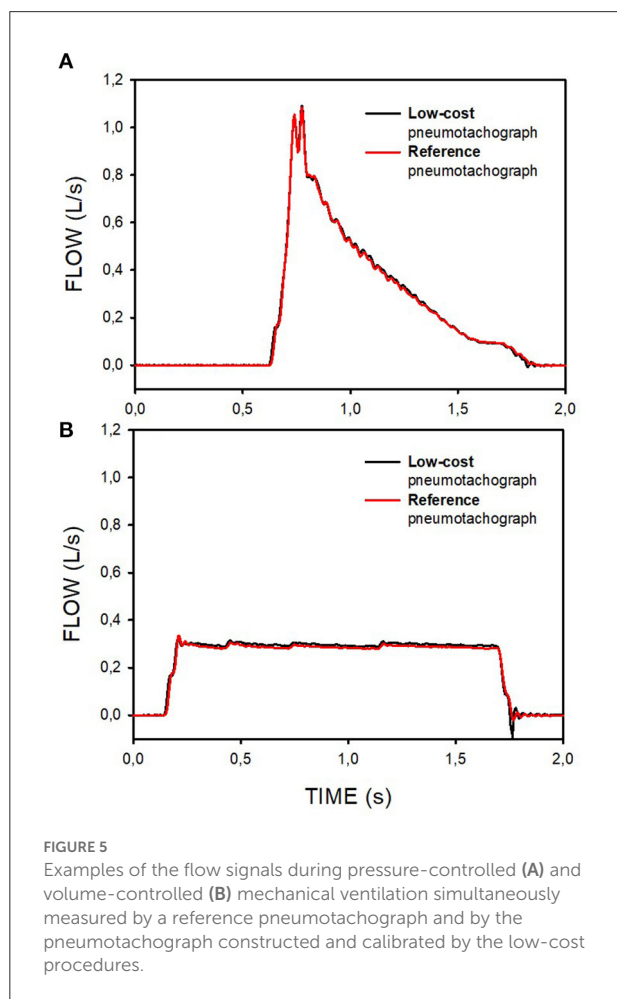 A
1,2
1,0
0,8
0,6
0,4
0,2
0,0
FLOW (L/s)
Low-cost
pneumotachograph
Reference
pneumotachograph
0,0 0,5 1,0 1,5 2,0
B
1,2
1,0
0,8
0,6
0,4
0,2
0,0
FLOW (L/s)
Low-cost
pneumotachograph
Reference
pneumotachograph
0,0 0,5 1,0 1,5 2,0
TIME (s)
FIGURE 5
Examples of the flow signals during pressure-controlled (A) and
volume-controlled (B) mechanical ventilation simultaneously
measured by a reference pneumotachograph and by the
pneumotachograph constructed and calibrated by the low-cost
procedures.